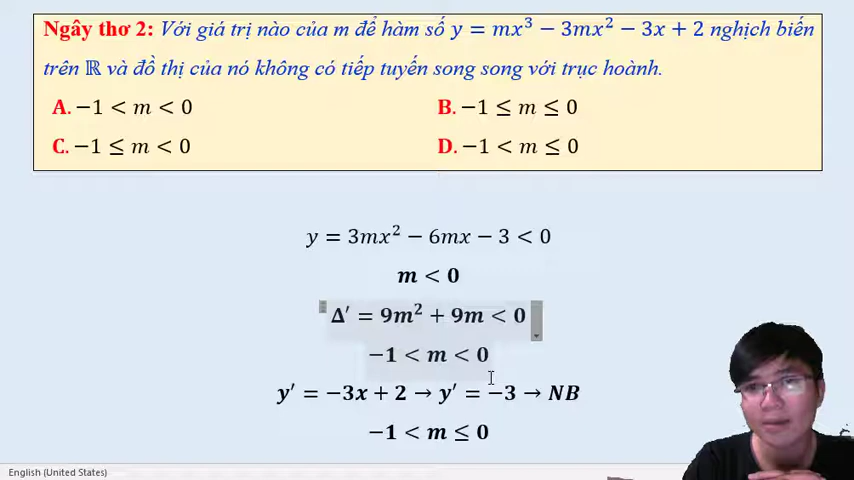 Ngây thơ 2: Với giá trị nào của m để hàm số y = mx³ − 3mx² − 3x + 2 nghịch biến
trên ℝ và đồ thị của nó không có tiếp tuyến song song với trục hoành.
A. −1 < m < 0
B. −1 ≤ m ≤ 0
C. −1 ≤ m < 0
D. −1 < m ≤ 0
y = 3mx² − 6mx − 3 < 0
m < 0
Δ′ = 9m² + 9m < 0
−1 < m < 0
y′ = −3x + 2 → y′ = −3 → NB
−1 < m ≤ 0
English (United States)